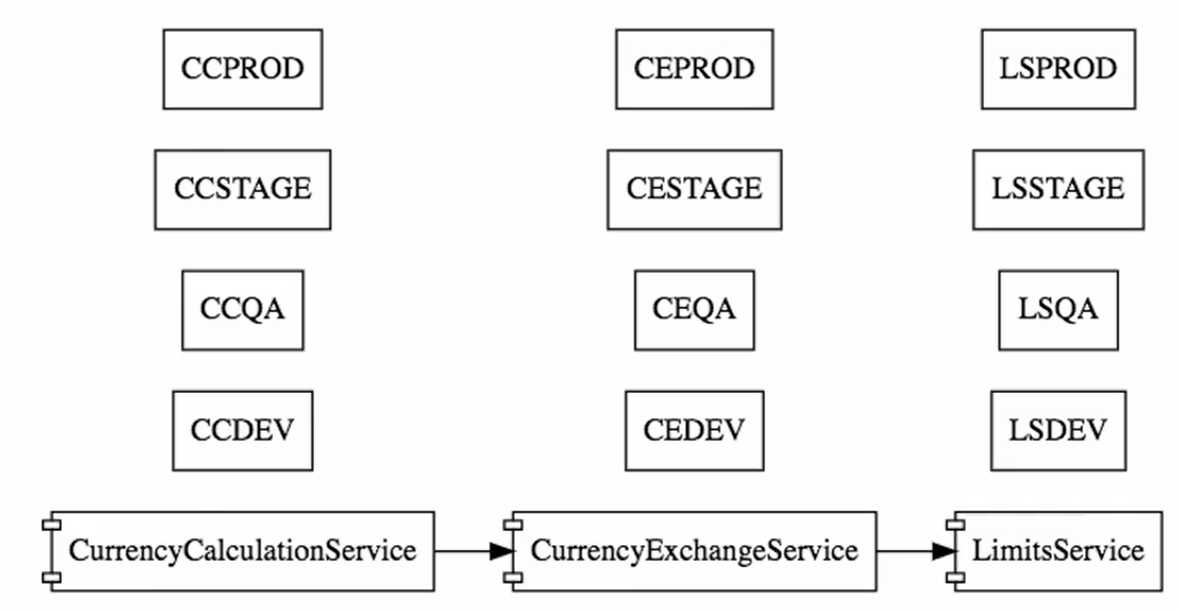 CCPROD CEPROD LSPROD
CCSTAGE CESTAGE LSSTAGE
CCQA CEQA LSQA
CCDEV CEDEV LSDEV
CurrencyCalculationService CurrencyExchangeService LimitsService